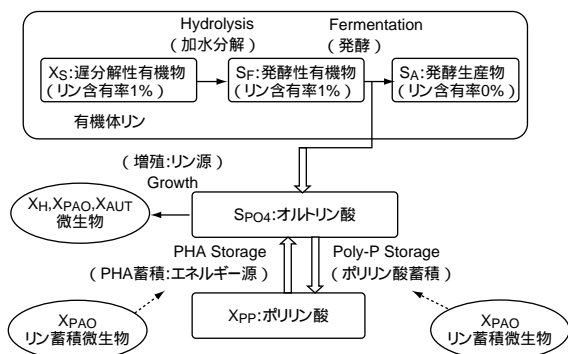 Hydrolysis
（加水分解）
Fermentation
（発酵）
XS:遅分解性有機物
（リン含有率1%）
SF:発酵性有機物
（リン含有率1%）
SA:発酵生産物
（リン含有率0%）
有機体リン
（増殖:リン源）
Growth
XH,XPAO,XAUT
微生物
SPO4:オルトリン酸
PHA Storage
（PHA蓄積:エネルギー源）
Poly-P Storage
（ポリリン酸蓄積）
XPAO
リン蓄積微生物
XPP:ポリリン酸
XPAO
リン蓄積微生物